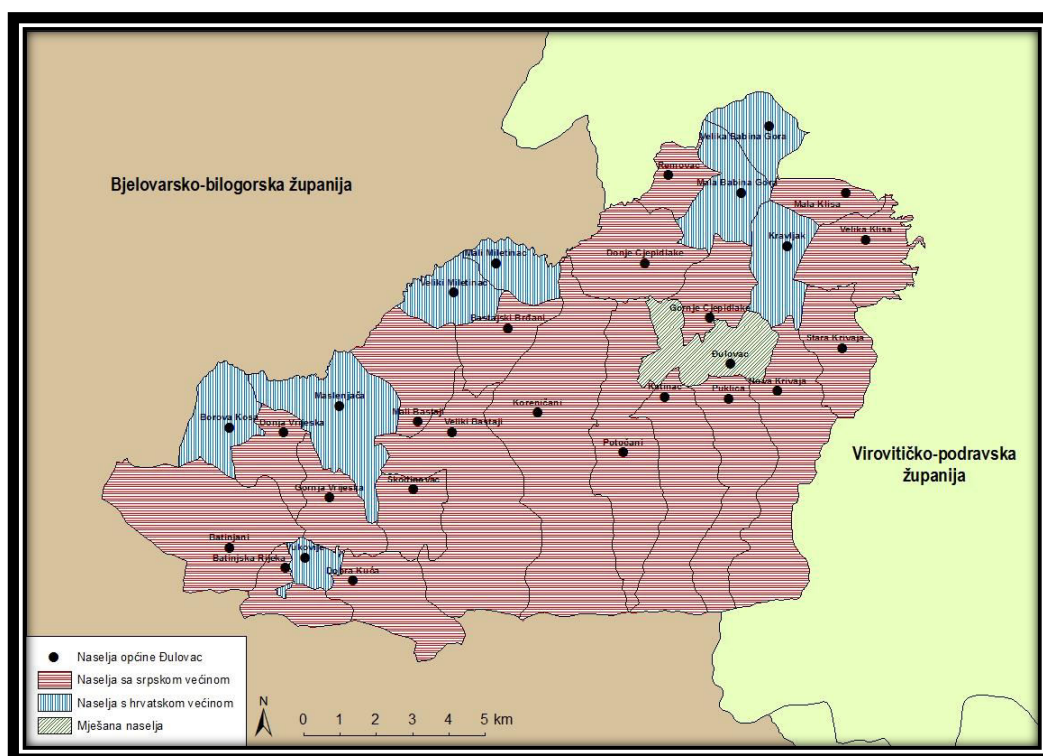 Bjelovarsko-bilogorska županija
Velika Babina Gora
Removac
Mala Babina Gora
Mala Klisa
Velika Klisa
Kravljak
Donje Cjepidlake
Mali Miletinac
Veliki Miletinac
Gornje Cjepidlake
Bastajski Brđani
Stara Krivaja
Đulovac
Nova Krivaja
Katinac
Puklica
Maslenjača
Koreničani
Mali Bastaji
Borova Kosa
Donja Vrijeska
Veliki Bastaji
Potočani
Virovitičko-podravska
županija
Škodinovac
Gornja Vrijeska
Batinjani
Vukovije
Batinjska Rijeka
Dobra Kuća
Naselja općine Đulovac
Naselja sa srpskom većinom
Naselja s hrvatskom većinom
Mješana naselja
N
0 1 2 3 4 5 km